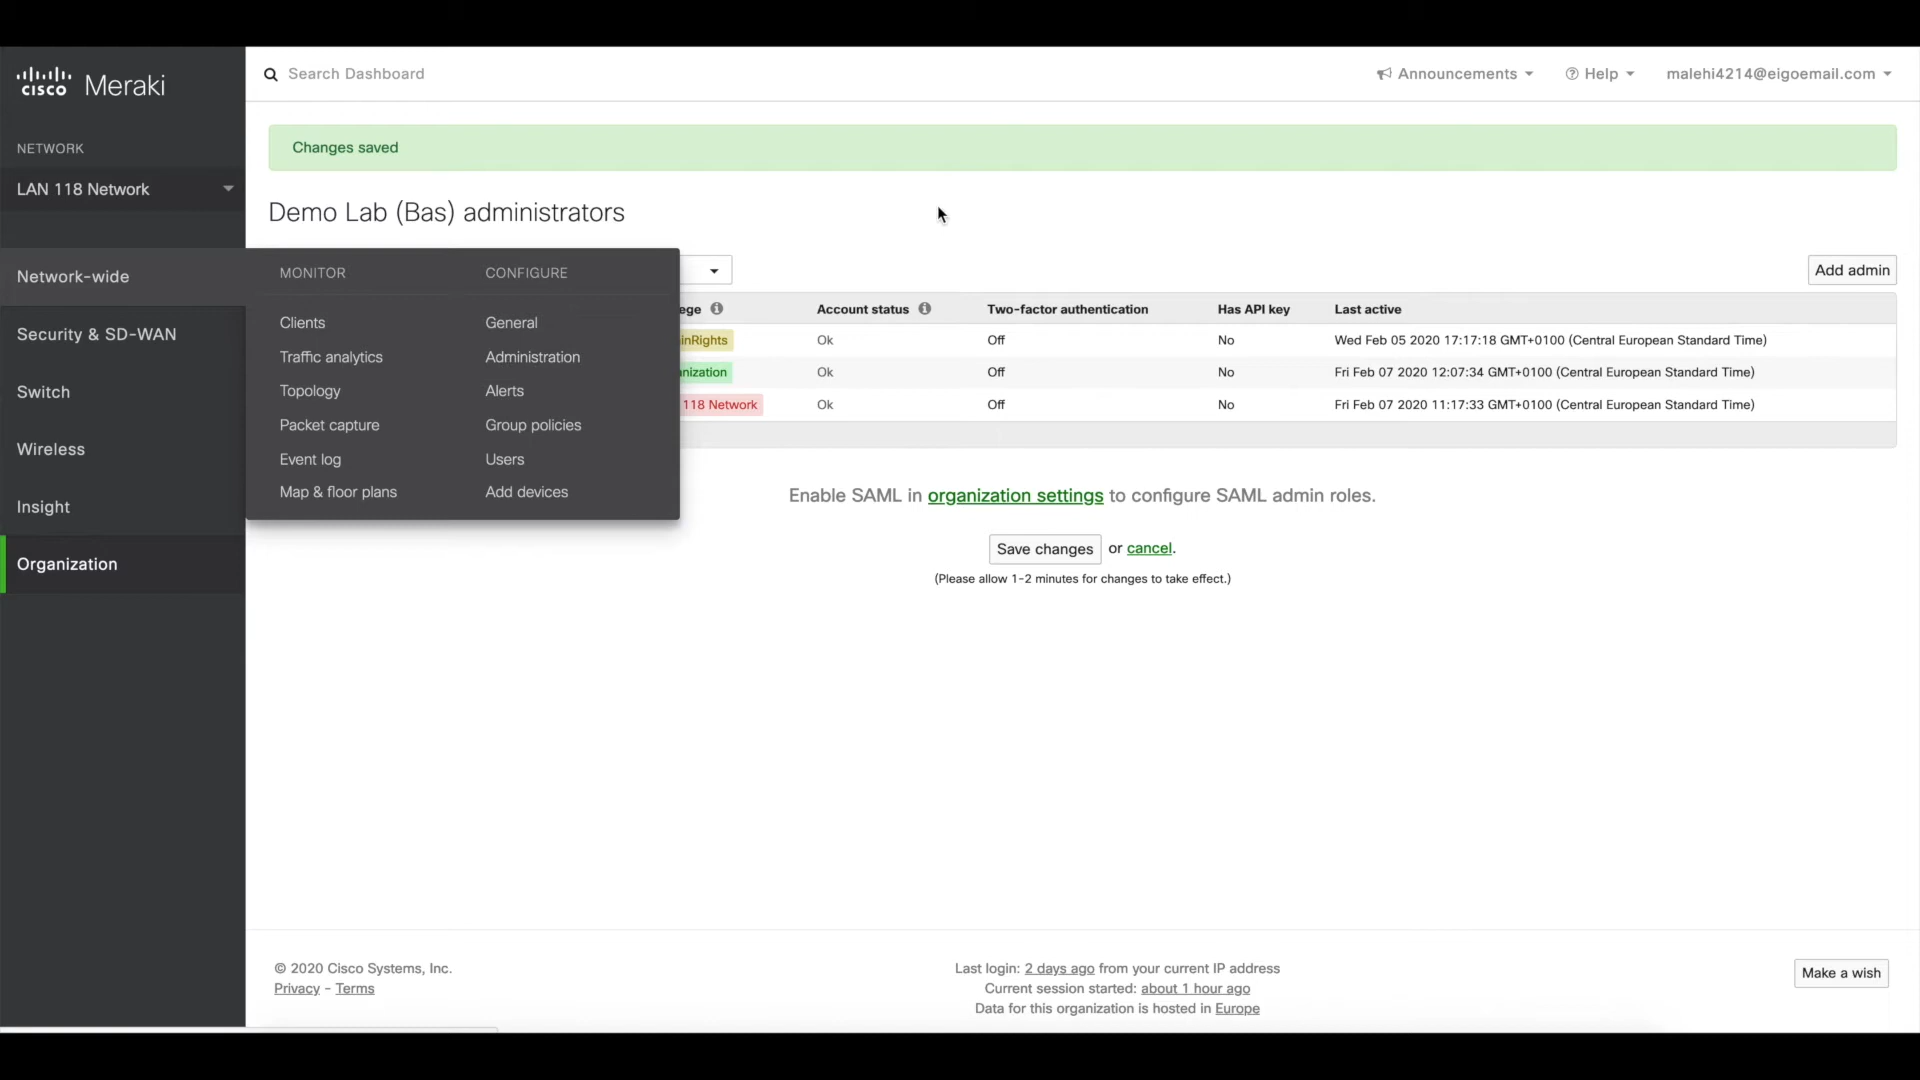 cisco Meraki
Search Dashboard
Announcements
Help
malehi4214@eigoemail.com
NETWORK
LAN 118 Network
Network-wide
Security & SD-WAN
Switch
Wireless
Insight
Organization
Changes saved
Demo Lab (Bas) administrators
MONITOR CONFIGURE
Clients General
Traffic analytics Administration
Topology Alerts
Packet capture Group policies
Event log Users
Map & floor plans Add devices
Add admin
Account status Two-factor authentication Has API key Last active
Ok Off No Wed Feb 05 2020 17:17:18 GMT+0100 (Central European Standard Time)
Ok Off No Fri Feb 07 2020 12:07:34 GMT+0100 (Central European Standard Time)
118 Network Ok Off No Fri Feb 07 2020 11:17:33 GMT+0100 (Central European Standard Time)
Enable SAML in organization settings to configure SAML admin roles.
Save changes or cancel.
(Please allow 1-2 minutes for changes to take effect.)
© 2020 Cisco Systems, Inc.
Privacy - Terms
Last login: 2 days ago from your current IP address
Current session started: about 1 hour ago
Data for this organization is hosted in Europe
Make a wish